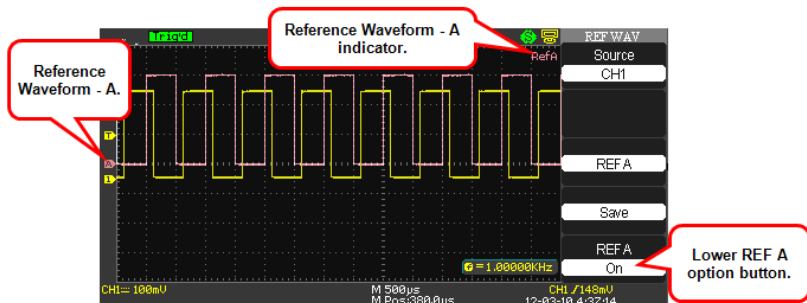 Trig'd
Reference Waveform - A
indicator.
REF WAV
RefA
Source
CH1
Reference
Waveform - A.
T
A
1
REF A
Save
REF A
On
Lower REF A
option button.
f = 1.00000KHz
CH1 100mV
M 500µs
CH1 /148mV
M Pos:380.0µs
12-03-10 4:37:14